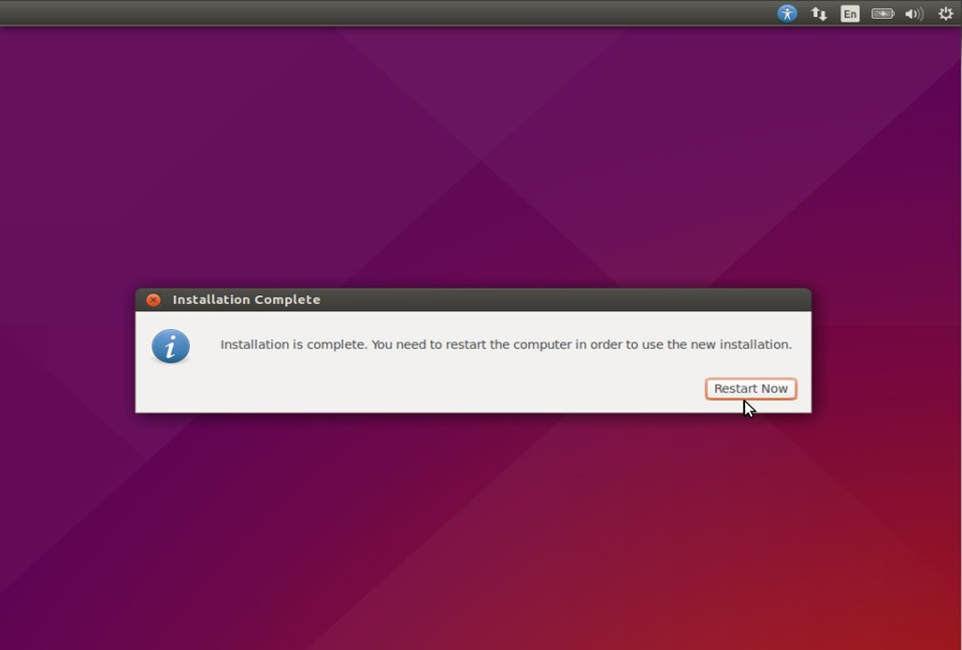 En
Installation Complete
Installation is complete. You need to restart the computer in order to use the new installation.
Restart Now